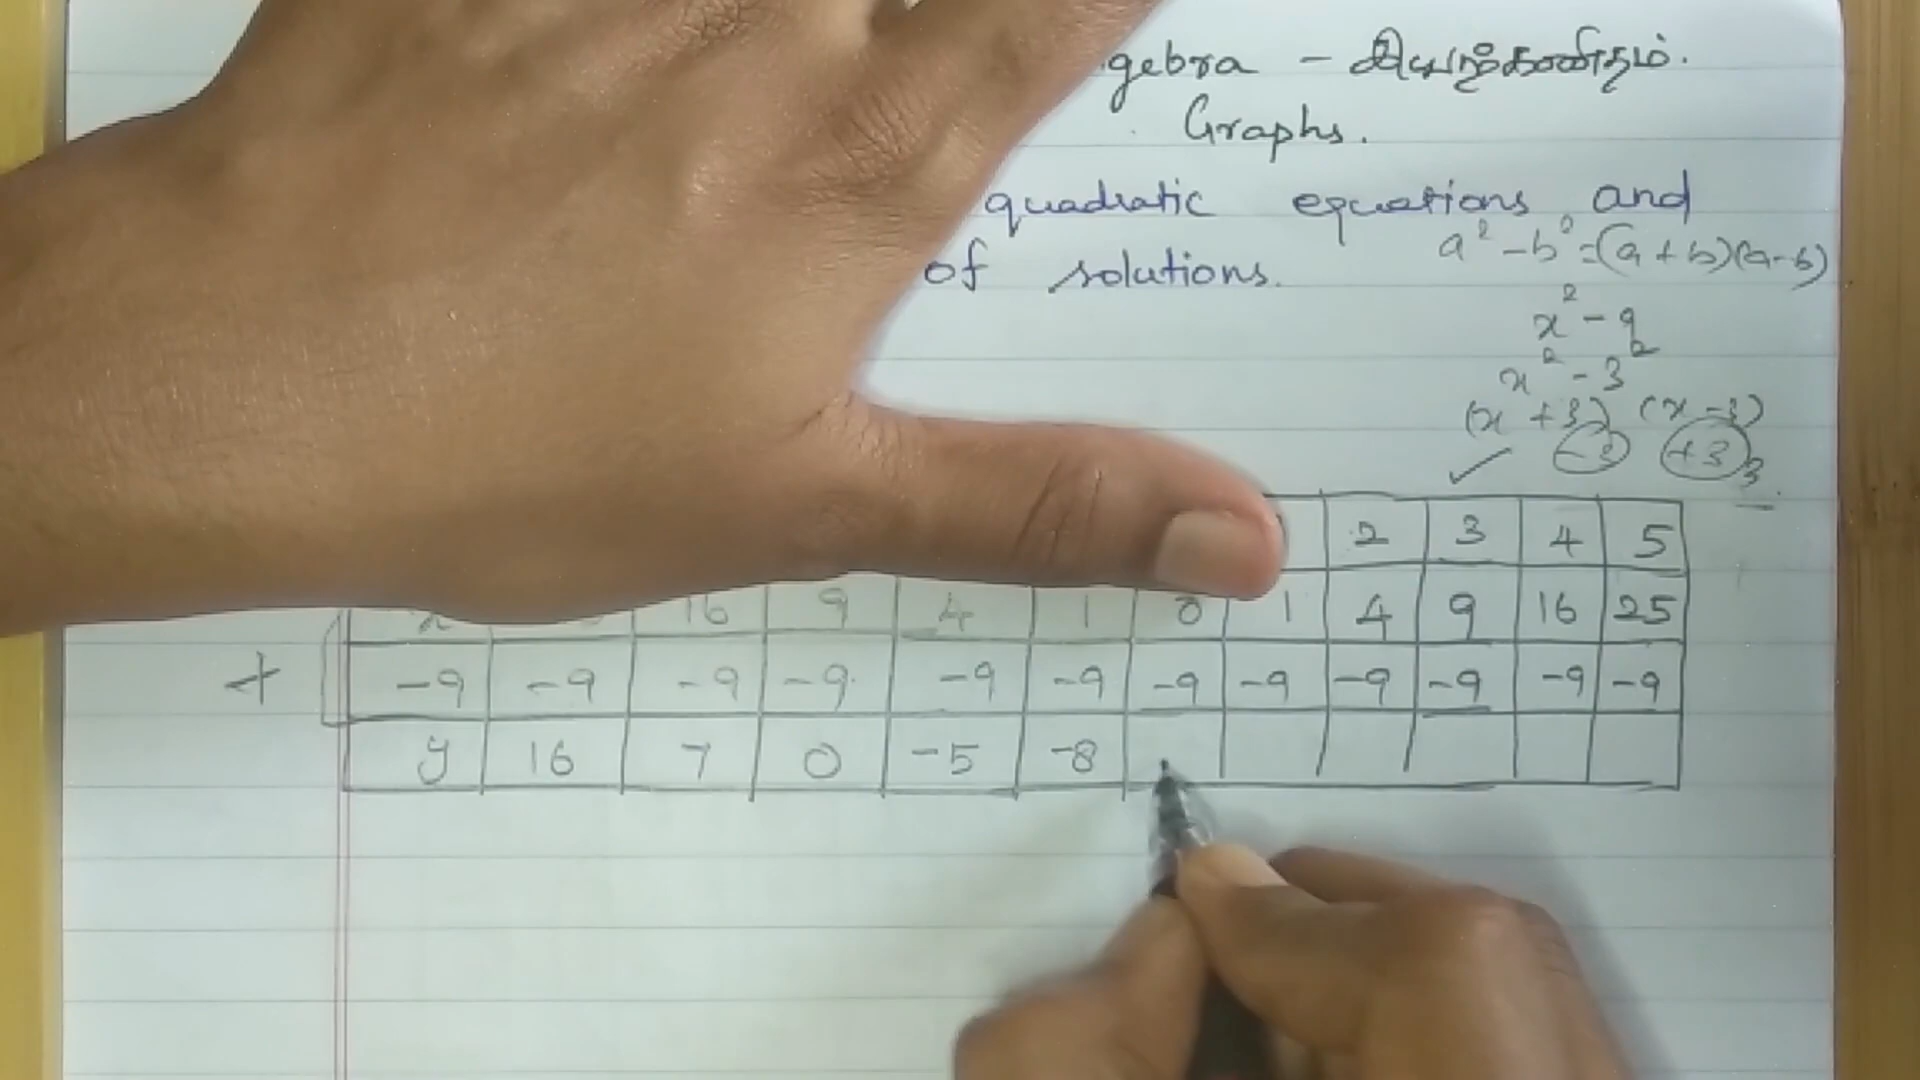 gebra - இயற்கணிதம்.
Graphs.
quadratic equations and
a² - b² = (a + b)(a - b)
of solutions.
x² - 9
x² - 3²
(x + 3) (x - 3)
-3 +3
2 3 4 5
16 9 4 1 0 1 4 9 16 25
+ -9 -9 -9 -9 -9 -9 -9 -9 -9 -9 -9 -9
y 16 7 0 -5 -8